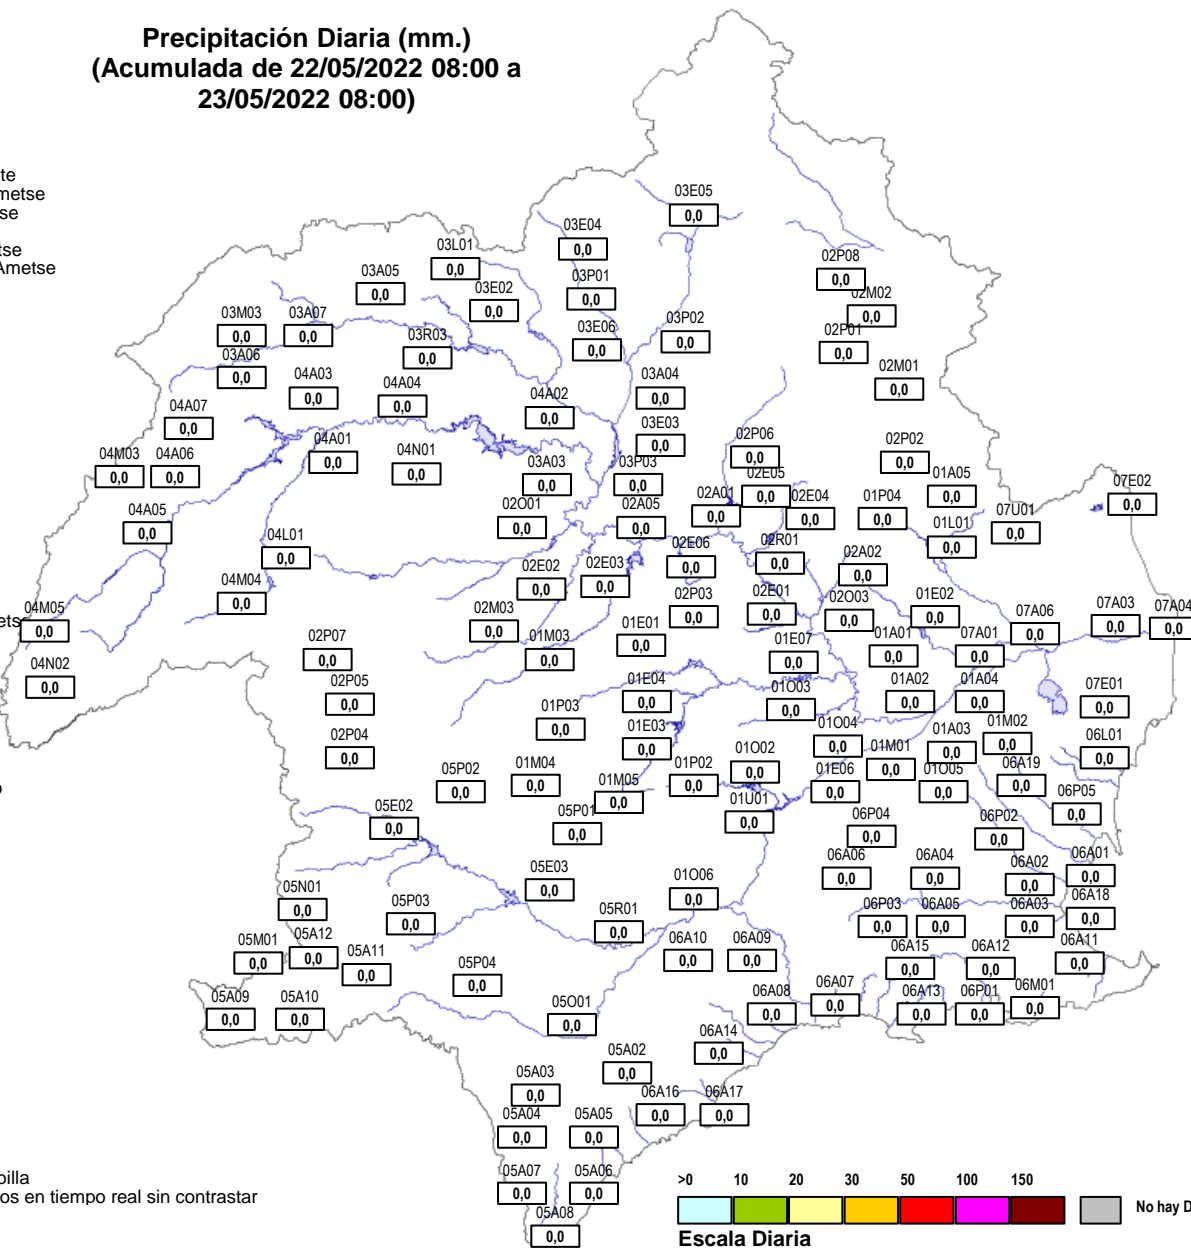 Precipitación Diaria (mm.)
(Acumulada de 22/05/2022 08:00 a
23/05/2022 08:00)
te
metse
se
tse
Ametse
03E05
0,0
03E04
0,0
03L01
0,0
02P08
0,0
03A05
0,0
03P01
0,0
03E02
0,0
02M02
0,0
03M03
0,0
03A07
0,0
03P02
0,0
03E06
0,0
02P01
0,0
03R03
0,0
03A06
0,0
02M01
0,0
04A03
0,0
03A04
0,0
04A04
0,0
04A02
0,0
04A07
0,0
03E03
0,0
02P06
0,0
04A01
0,0
02P02
0,0
04M03
0,0
04A06
0,0
04N01
0,0
03A03
0,0
03P03
0,0
02E05
0,0
01A05
0,0
07E02
0,0
02A01
0,0
02E04
0,0
01P04
0,0
04A05
0,0
02O01
0,0
02A05
0,0
07U01
0,0
01L01
0,0
04L01
0,0
02E06
0,0
02R01
0,0
02A02
0,0
02E02
0,0
02E03
0,0
04M04
0,0
02P03
0,0
02E01
0,0
02O03
0,0
01E02
0,0
07A03
0,0
07A04
0,0
04M05
0,0
etse
02M03
0,0
07A06
0,0
01E01
0,0
02P07
0,0
01M03
0,0
01E07
0,0
01A01
0,0
07A01
0,0
04N02
0,0
02P05
0,0
01E04
0,0
01O03
0,0
01A02
0,0
01A04
0,0
07E01
0,0
01P03
0,0
01E03
0,0
01O04
0,0
01A03
0,0
01M02
0,0
02P04
0,0
06L01
0,0
01M01
0,0
01O02
0,0
05P02
0,0
01M04
0,0
01M05
0,0
01P02
0,0
01E06
0,0
01O05
0,0
06A19
0,0
06P05
0,0
o
05E02
0,0
05P01
0,0
01U01
0,0
06P04
0,0
06P02
0,0
05E03
0,0
01O06
0,0
06A06
0,0
06A04
0,0
06A02
0,0
06A01
0,0
05N01
0,0
05P03
0,0
05R01
0,0
06P03
0,0
06A05
0,0
06A03
0,0
06A18
0,0
05M01
0,0
05A12
0,0
05A11
0,0
05P04
0,0
06A10
0,0
06A09
0,0
06A15
0,0
06A12
0,0
06A11
0,0
05A09
0,0
05A10
0,0
05O01
0,0
06A08
0,0
06A07
0,0
06A13
0,0
06P01
0,0
06M01
0,0
06A14
0,0
05A02
0,0
05A03
0,0
06A16
0,0
06A17
0,0
05A04
0,0
05A05
0,0
05A07
0,0
05A06
0,0
05A08
0,0
oilla
os en tiempo real sin contrastar
>0 10 20 30 50 100 150
No hay D
Escala Diaria